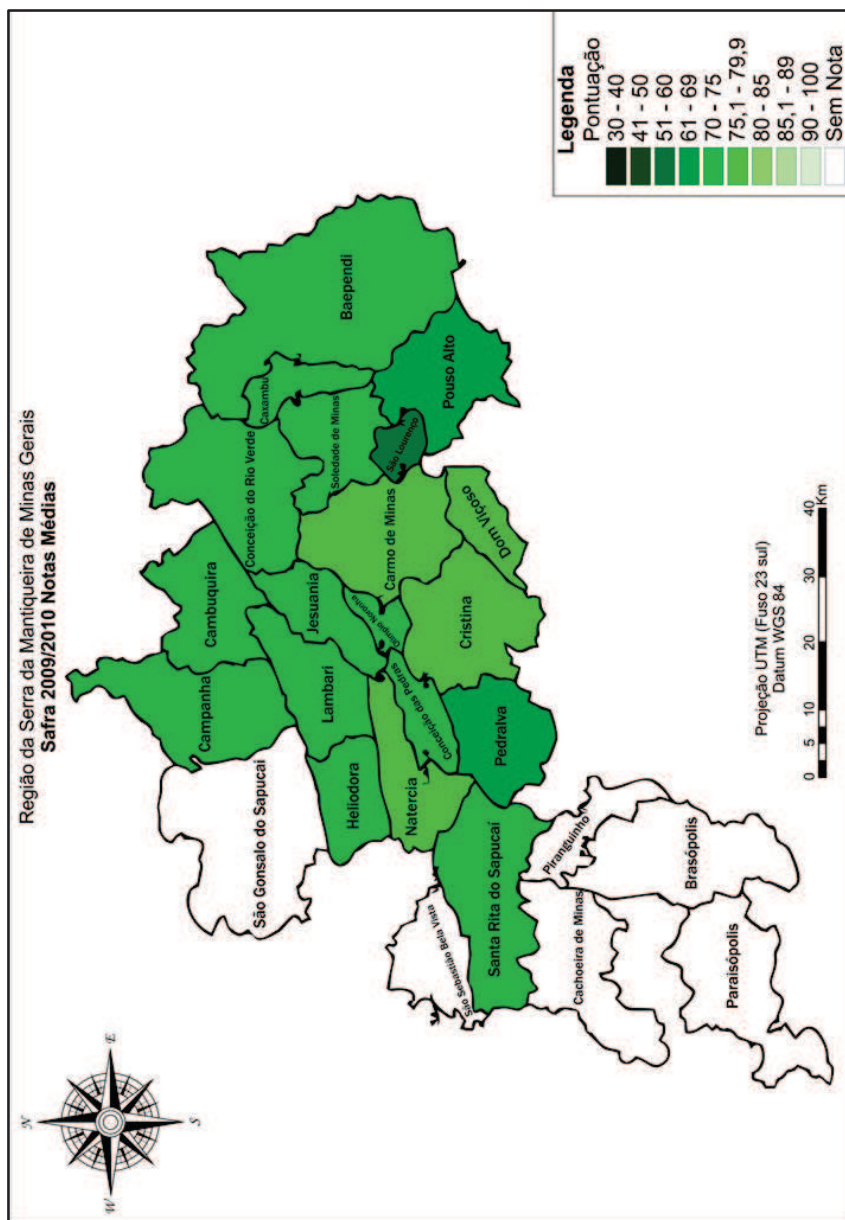 Região da Serra da Mantiqueira de Minas Gerais
Safra 2009/2010 Notas Médias
N
W
E
S
Campanha
Cambuquira
São Gonsalo do Sapucaí
Lambari
Heliodora
Jesuania
Conceição do Rio Verde
Caxambu
Baependi
Soledade de Minas
São Lourenço
Pouso Alto
Carmo de Minas
Dom Viçoso
Olimpio Noronha
Cristina
Conceição das Pedras
Natercia
Pedralva
São Sebastião Bela Vista
Santa Rita do Sapucaí
Piranguinho
Cachoeira de Minas
Brasópolis
Paraisópolis
Projeção UTM (Fuso 23 sul)
Datum WGS 84
0 5 10 20 30 40
Km
Legenda
Pontuação
30 - 40
41 - 50
51 - 60
61 - 69
70 - 75
75,1 - 79,9
80 - 85
85,1 - 89
90 - 100
Sem Nota